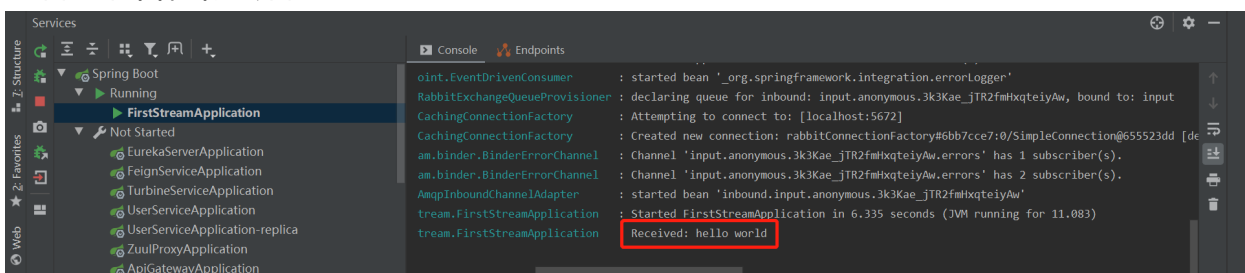 Services
Console
Endpoints
7: Structure
2: Favorites
Web
Spring Boot
Running
FirstStreamApplication
Not Started
EurekaServerApplication
FeignServiceApplication
TurbineServiceApplication
UserServiceApplication
UserServiceApplication-replica
ZuulProxyApplication
ApiGatewayApplication
oint.EventDrivenConsumer : started bean '_org.springframework.integration.errorLogger'
RabbitExchangeQueueProvisioner : declaring queue for inbound: input.anonymous.3k3Kae_jTR2fmHxqteiyAw, bound to: input
CachingConnectionFactory : Attempting to connect to: [localhost:5672]
CachingConnectionFactory : Created new connection: rabbitConnectionFactory#6bb7cce7:0/SimpleConnection@655523dd [de
am.binder.BinderErrorChannel : Channel 'input.anonymous.3k3Kae_jTR2fmHxqteiyAw.errors' has 1 subscriber(s).
am.binder.BinderErrorChannel : Channel 'input.anonymous.3k3Kae_jTR2fmHxqteiyAw.errors' has 2 subscriber(s).
AmqpInboundChannelAdapter : started bean 'inbound.input.anonymous.3k3Kae_jTR2fmHxqteiyAw'
tream.FirstStreamApplication : Started FirstStreamApplication in 6.335 seconds (JVM running for 11.083)
tream.FirstStreamApplication Received: hello world